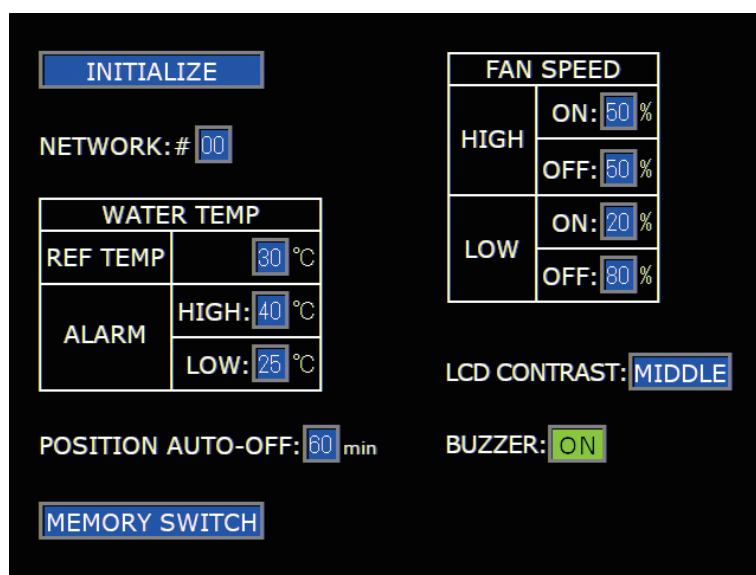 INITIALIZE
NETWORK:# 00
WATER TEMP
REF TEMP 30 °C
ALARM
HIGH: 40 °C
LOW: 25 °C
POSITION AUTO-OFF: 60 min
MEMORY SWITCH
FAN SPEED
HIGH
ON: 50 %
OFF: 50 %
LOW
ON: 20 %
OFF: 80 %
LCD CONTRAST: MIDDLE
BUZZER: ON